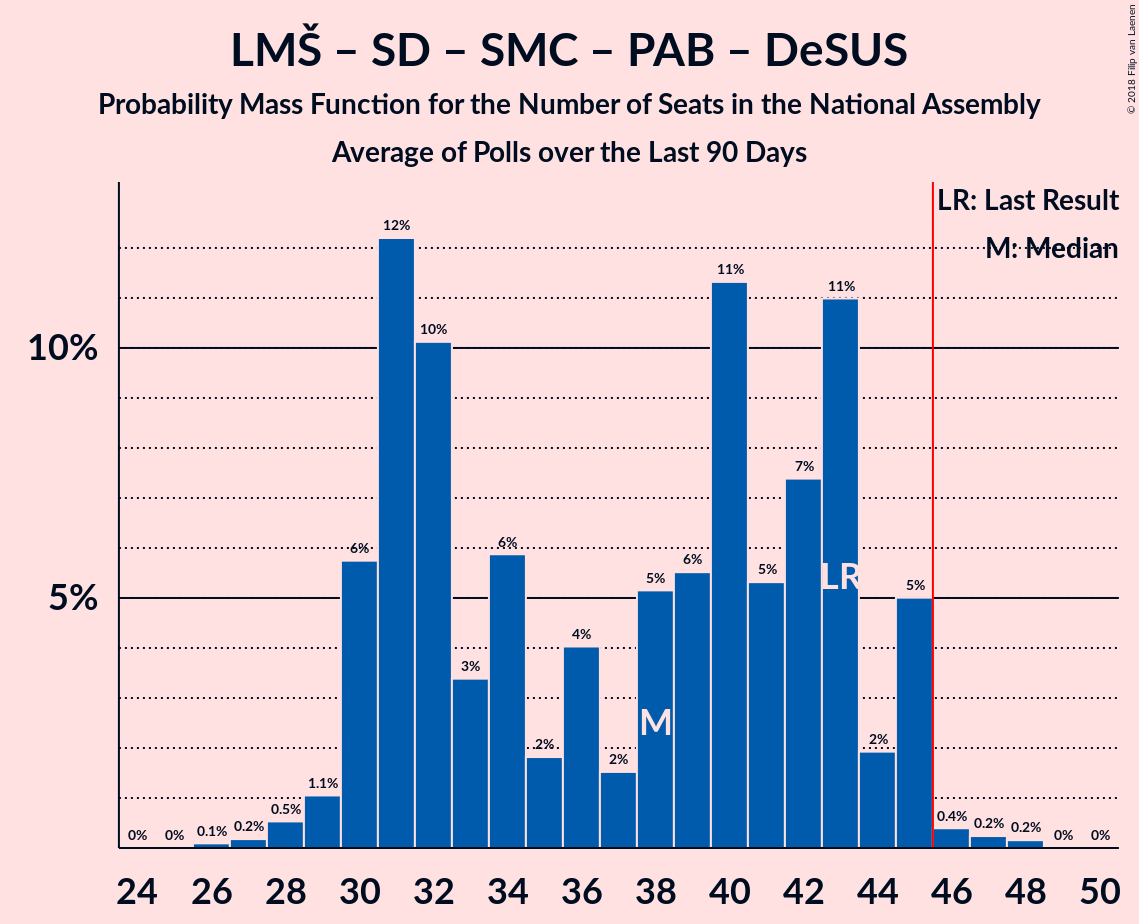 LMŠ – SD – SMC – PAB – DeSUS
Probability Mass Function for the Number of Seats in the National Assembly
Average of Polls over the Last 90 Days
© 2018 Filip van Laenen
LR: Last Result
M: Median
10%
5%
0% 0% 0.1% 0.2% 0.5% 1.1% 6% 12% 10% 3% 6% 2% 4% 2% 5% 6% 11% 5% 7% 11% 2% 5% 0.4% 0.2% 0.2% 0% 0%
M
LR
24 26 28 30 32 34 36 38 40 42 44 46 48 50